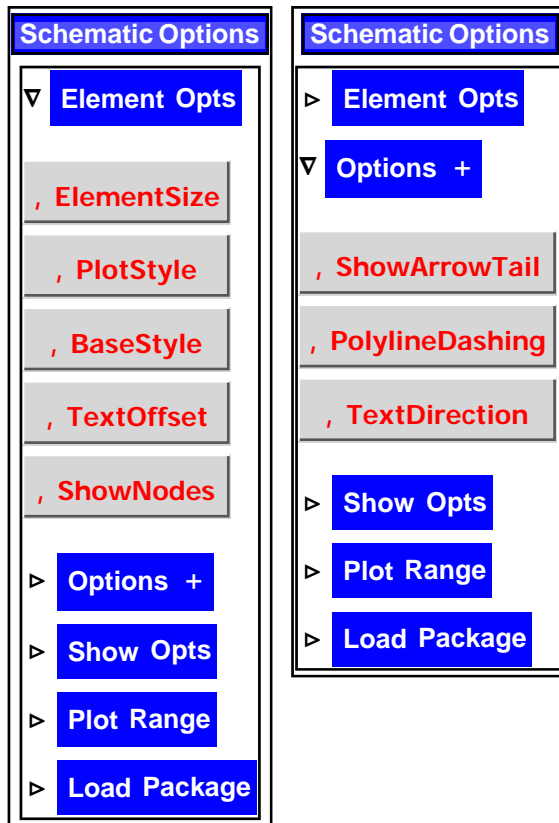 Schematic Options
Element Opts
, ElementSize
, PlotStyle
, BaseStyle
, TextOffset
, ShowNodes
Options +
Show Opts
Plot Range
Load Package
Schematic Options
Element Opts
Options +
, ShowArrowTail
, PolylineDashing
, TextDirection
Show Opts
Plot Range
Load Package